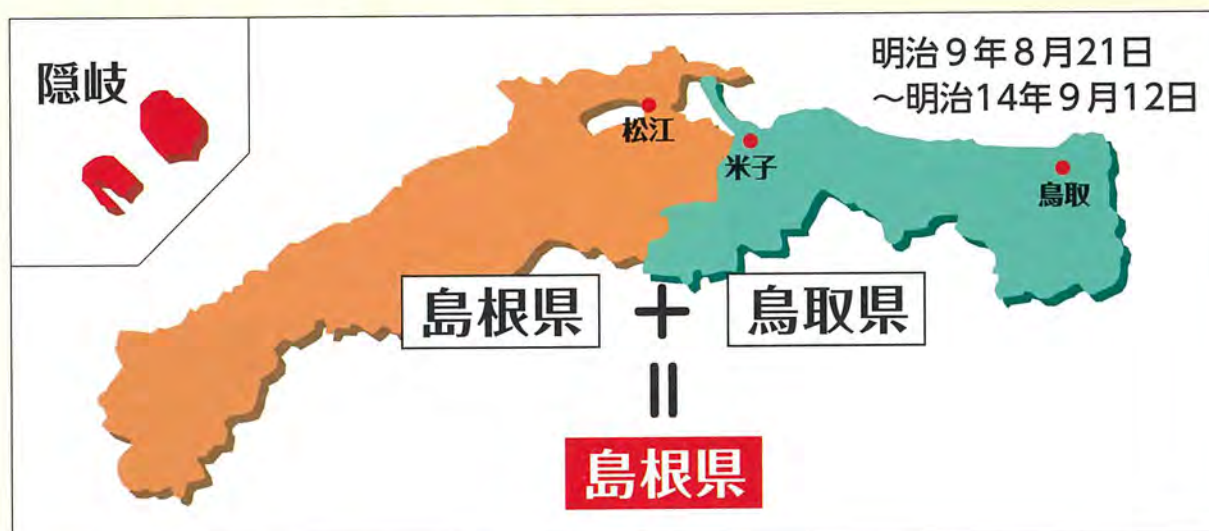 隠岐
明治9年8月21日
～明治14年9月12日
松江
米子
鳥取
島根県 + 鳥取県
=
島根県